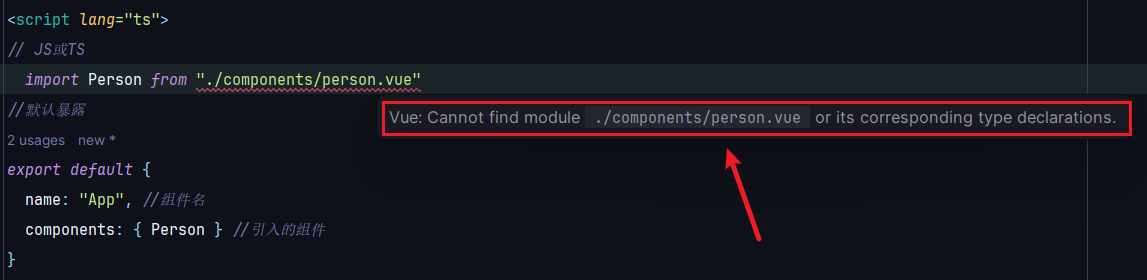 <script lang="ts">
// JS或TS
import Person from "./components/person.vue"
//默认暴露
Vue: Cannot find module ./components/person.vue or its corresponding type declarations.
2 usages new *
export default {
name: "App", //组件名
components: { Person } //引入的组件
}